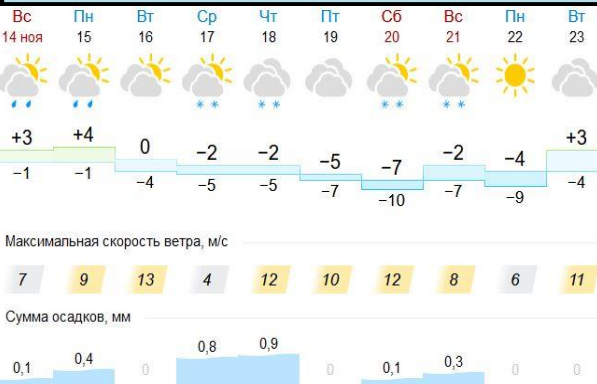 Вс Пн Вт Ср Чт Пт Сб Вс Пн Вт
14 ноя 15 16 17 18 19 20 21 22 23
+3 +4 0 −2 −2 −5 −7 −2 −4 +3
−1 −1 −4 −5 −5 −7 −10 −7 −9 −4
Максимальная скорость ветра, м/с
7 9 13 4 12 10 12 8 6 11
Сумма осадков, мм
0,1 0,4 0 0,8 0,9 0 0,1 0,3 0 0